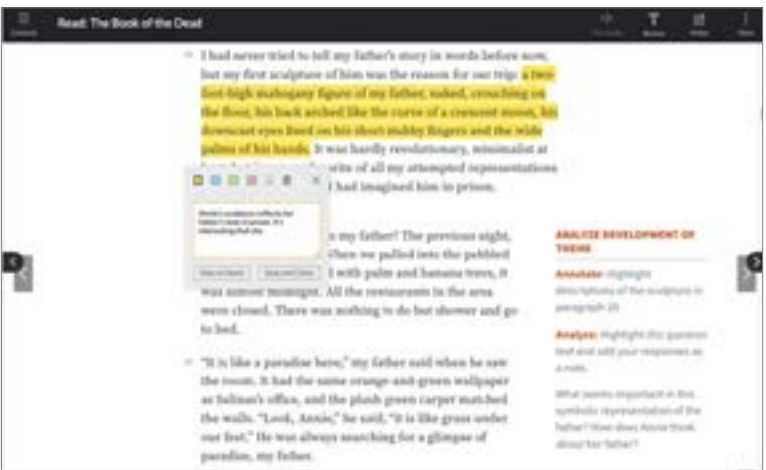 Read: The Book of the Dead
I had never tried to tell my father's story in words before now,
but my first sculpture of him was the reason for our trip: a two-
foot-high mahogany figure of my father, naked, crouching on
the floor, his back arched like the curve of a crescent moon, his
downcast eyes fixed on his short stubby fingers and the wide
palms of his hands. It was hardly revolutionary, minimalist at
of all my attempted representations
I had imagined him in prison.
my father? The previous night,
When we pulled into the pebbled
with palm and banana trees, it
was almost midnight. All the restaurants in the area
were closed. There was nothing to do but shower and go
to bed.
ANALYZE DEVELOPMENT OF
THEME
Annotate: Highlight
descriptions of the sculpture in
paragraph
Analyze: Highlight this question
text and add your responses as
a note.
What seems important in this
symbolic representation of the
father? How does Annie think
about her father?
"It is like a paradise here," my father said when he saw
the room. It had the same orange-and-green wallpaper
as Salinas's office, and the plush green carpet matched
the walls. "Look, Annie," he said, "it is like grass under
our feet." He was always searching for a glimpse of
paradise, my father.